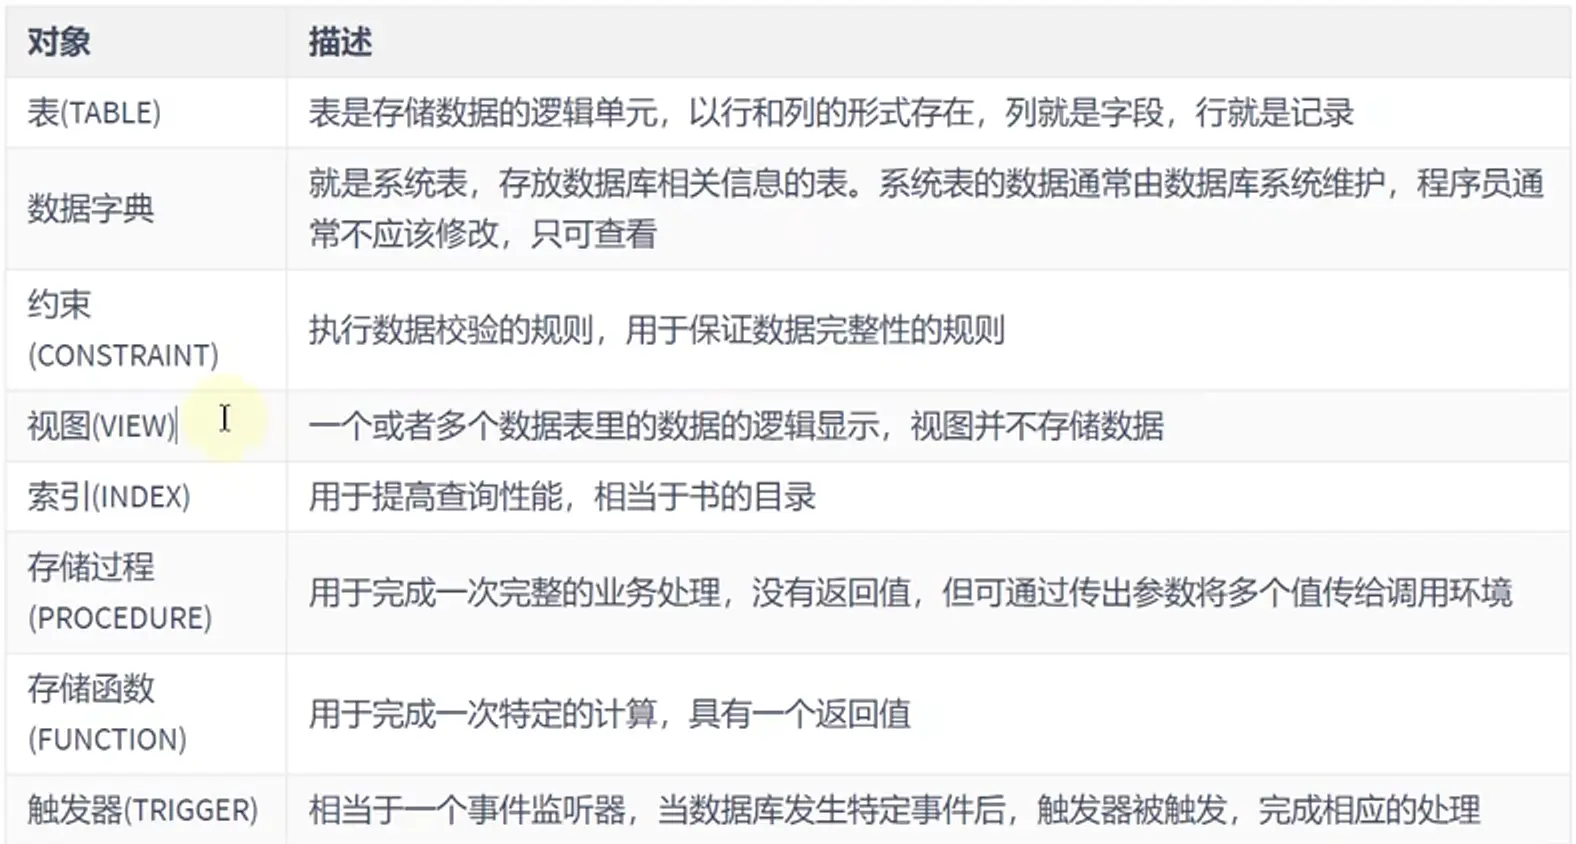 对象
描述
表(TABLE)
表是存储数据的逻辑单元，以行和列的形式存在，列就是字段，行就是记录
数据字典
就是系统表，存放数据库相关信息的表。系统表的数据通常由数据库系统维护，程序员通
常不应该修改，只可查看
约束
(CONSTRAINT)
执行数据校验的规则，用于保证数据完整性的规则
视图(VIEW)
一个或者多个数据表里的数据的逻辑显示，视图并不存储数据
索引(INDEX)
用于提高查询性能，相当于书的目录
存储过程
(PROCEDURE)
用于完成一次完整的业务处理，没有返回值，但可通过传出参数将多个值传给调用环境
存储函数
(FUNCTION)
用于完成一次特定的计算，具有一个返回值
触发器(TRIGGER)
相当于一个事件监听器，当数据库发生特定事件后，触发器被触发，完成相应的处理